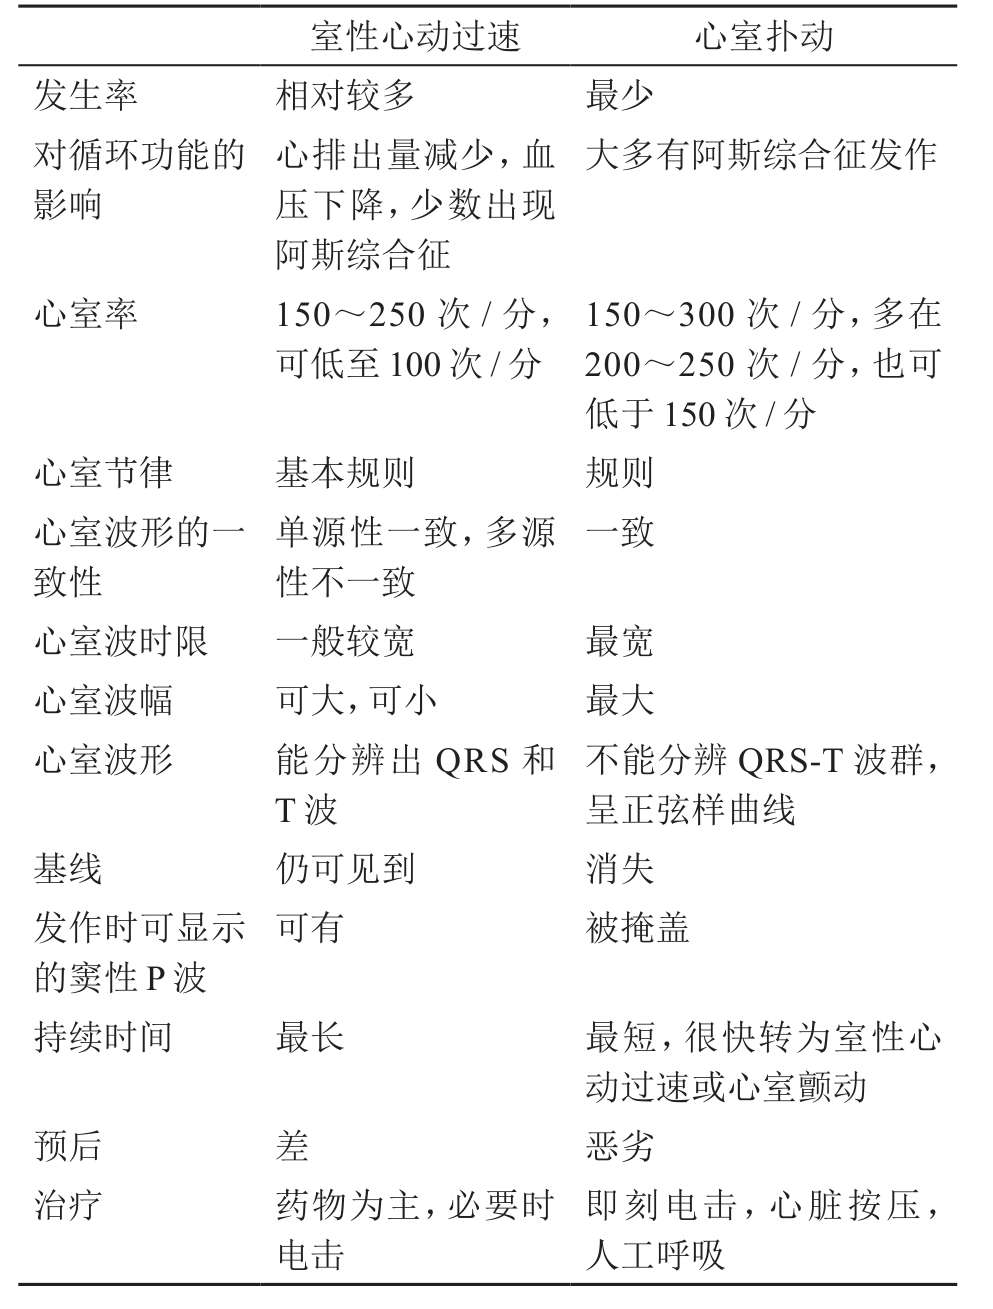 室性心动过速 心室扑动
发生率 相对较多 最少
对循环功能的 心排出量减少，血 大多有阿斯综合征发作
影响 压下降，少数出现
阿斯综合征
心室率 150～250 次 / 分， 150～300 次 / 分，多在
可低至 100 次 / 分 200～250 次 / 分，也可
低于 150 次 / 分
心室节律 基本规则 规则
心室波形的一 单源性一致，多源 一致
致性 性不一致
心室波时限 一般较宽 最宽
心室波幅 可大，可小 最大
心室波形 能分辨出 QRS 和 不能分辨 QRS-T 波群，
T 波 呈正弦样曲线
基线 仍可见到 消失
发作时可显示 可有 被掩盖
的窦性 P 波
持续时间 最长 最短，很快转为室性心
动过速或心室颤动
预后 差 恶劣
治疗 药物为主，必要时 即刻电击，心脏按压，
电击 人工呼吸